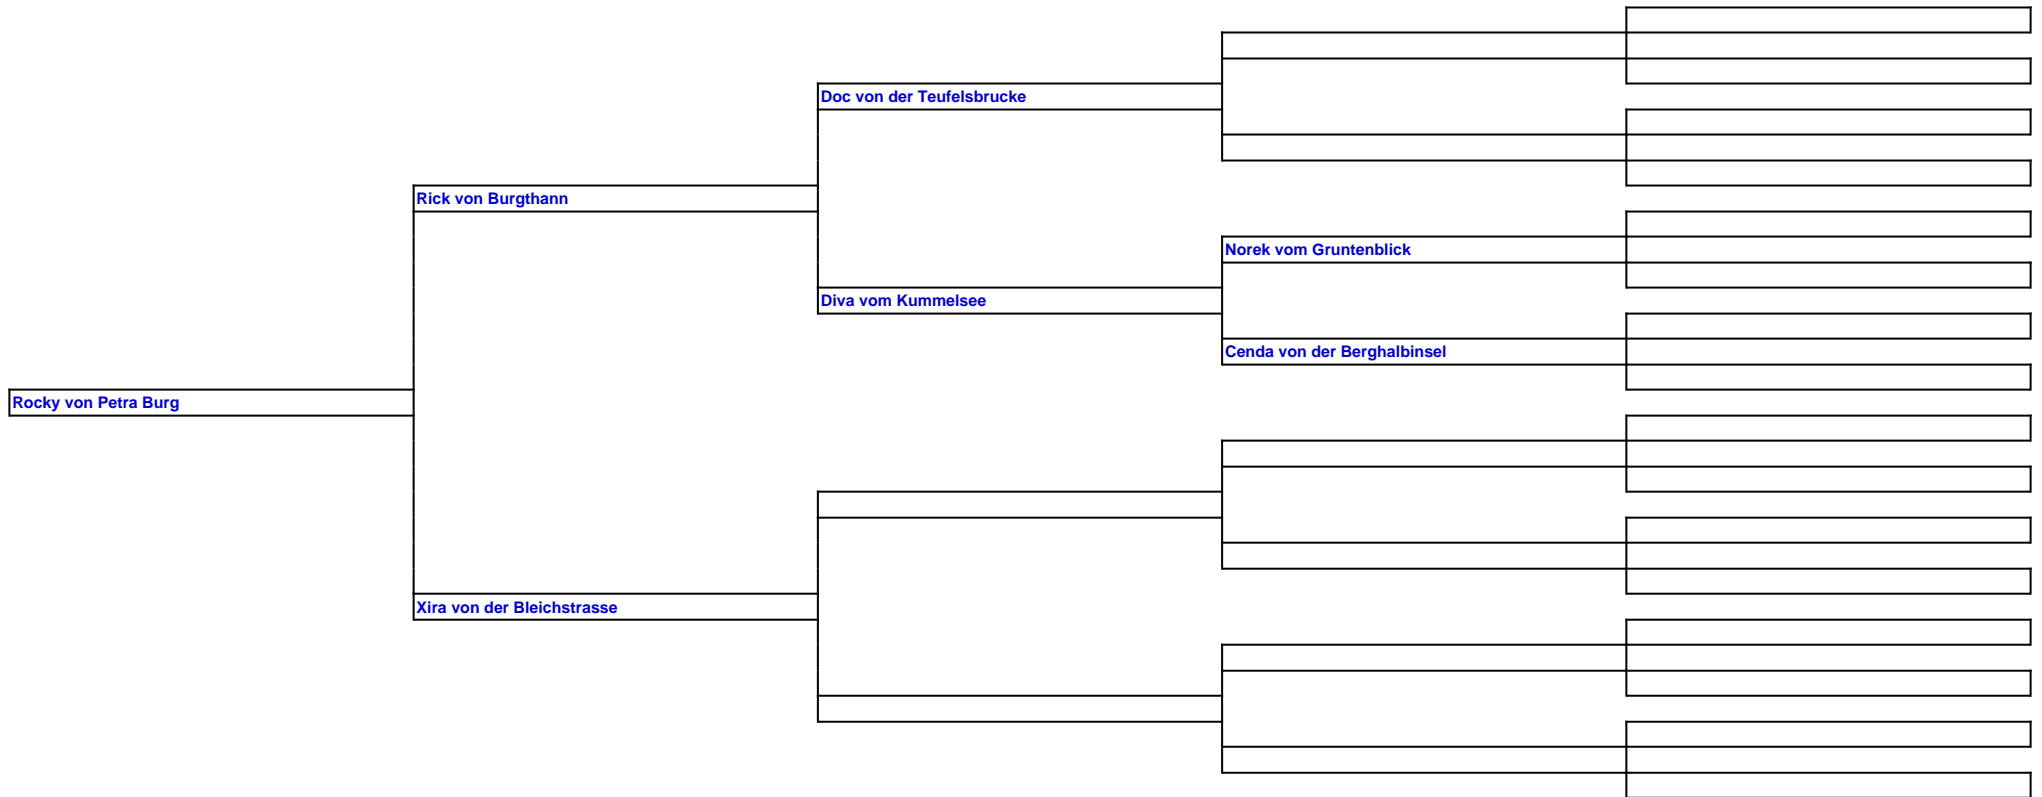 Doc von der Teufelsbrucke
Rick von Burgthann
Norek vom Gruntenblick
Diva vom Kummelsee
Cenda von der Berghalbinsel
Rocky von Petra Burg
Xira von der Bleichstrasse